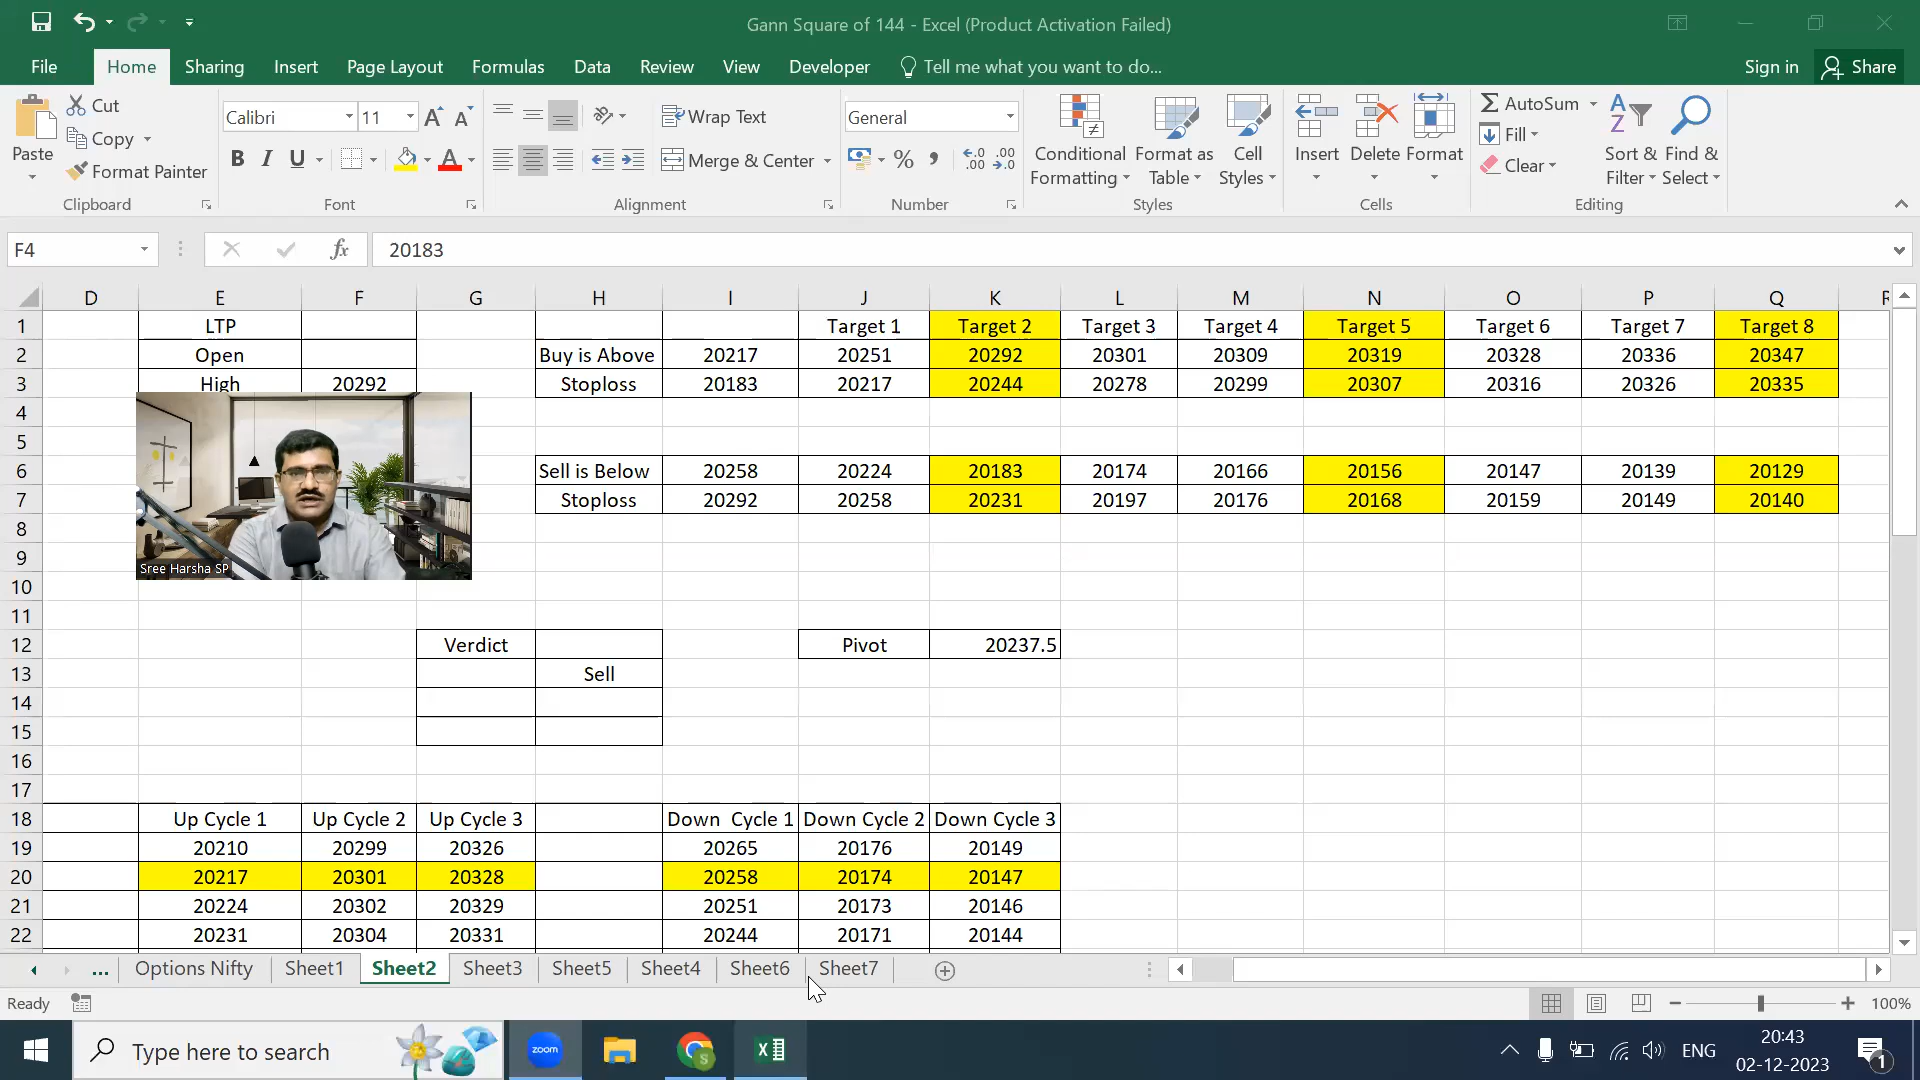 Gann Square of 144 - Excel (Product Activation Failed)
File Home Sharing Insert Page Layout Formulas Data Review View Developer Tell me what you want to do... Sign in Share
Paste Cut Copy Format Painter
Clipboard
Calibri 11
B I U
Font
Wrap Text
Merge & Center
Alignment
General
Number
Conditional Formatting Format as Table Cell Styles
Styles
Insert Delete Format
Cells
AutoSum Fill Clear Sort & Filter Find & Select
Editing
F4 fx 20183
D E F G H I J K L M N O P Q
1 LTP Target 1 Target 2 Target 3 Target 4 Target 5 Target 6 Target 7 Target 8
2 Open Buy is Above 20217 20251 20292 20301 20309 20319 20328 20336 20347
3 High 20292 Stoploss 20183 20217 20244 20278 20299 20307 20316 20326 20335
4
5
6 Sell is Below 20258 20224 20183 20174 20166 20156 20147 20139 20129
7 Stoploss 20292 20258 20231 20197 20176 20168 20159 20149 20140
8
9
Sree Harsha SP
10
11
12 Verdict Pivot 20237.5
13 Sell
14
15
16
17
18 Up Cycle 1 Up Cycle 2 Up Cycle 3 Down Cycle 1 Down Cycle 2 Down Cycle 3
19 20210 20299 20326 20265 20176 20149
20 20217 20301 20328 20258 20174 20147
21 20224 20302 20329 20251 20173 20146
22 20231 20304 20331 20244 20171 20144
... Options Nifty Sheet1 Sheet2 Sheet3 Sheet5 Sheet4 Sheet6 Sheet7
Ready 100%
Type here to search zoom S ENG 20:43
02-12-2023 1